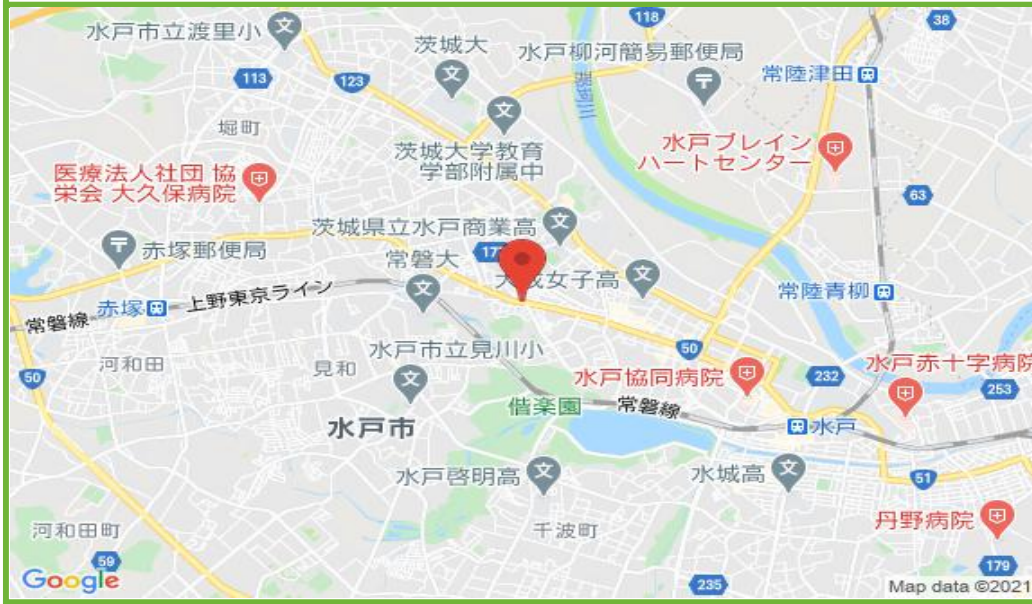 118
38
水戸市立渡里小
茨城大
水戸柳河簡易郵便局
113
123
那珂川
常陸津田
堀町
茨城大学教育
学部附属中
水戸ブレイン
ハートセンター
医療法人社団 協
栄会 大久保病院
63
茨城県立水戸商業高
赤塚郵便局
常磐大
女子高
上野東京ライン
常陸青柳
赤塚
常磐線
河和田
見和
水戸市立見川小
50
50
水戸協同病院
232
水戸赤十字病院
253
偕楽園
常磐線
水戸市
水戸
水戸啓明高
水城高
51
河和田町
千波町
丹野病院
59
235
179
Google
Map data ©2021